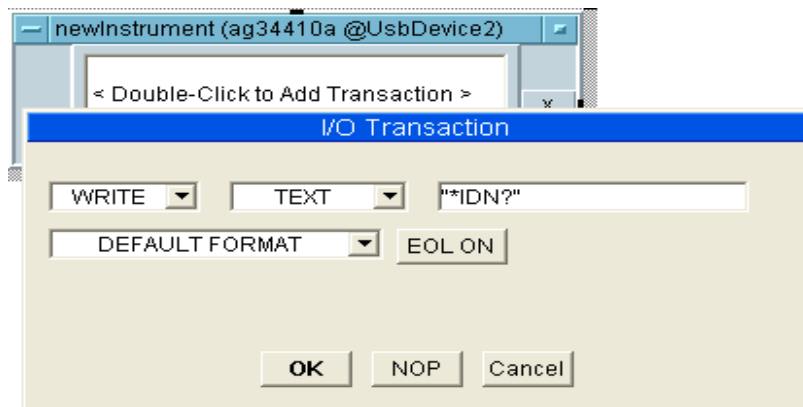 newInstrument (ag34410a @UsbDevice2)
< Double-Click to Add Transaction >
X
I/O Transaction
WRITE TEXT "*IDN?"
DEFAULT FORMAT EOL ON
OK NOP Cancel